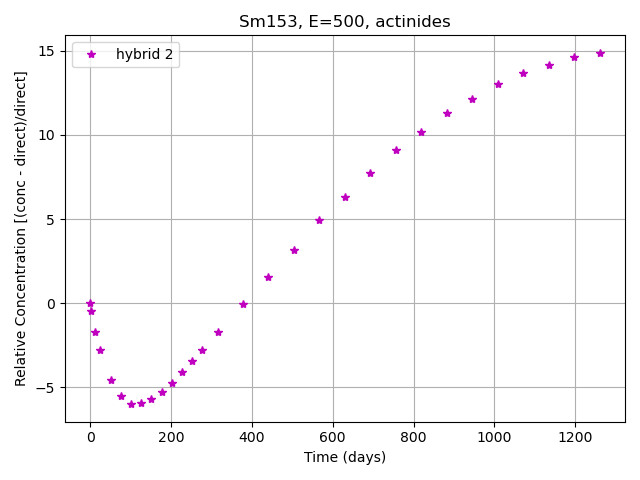 Sm153, E=500, actinides
hybrid 2
Relative Concentration [(conc - direct)/direct]
15
10
5
0
−5
0 200 400 600 800 1000 1200
Time (days)